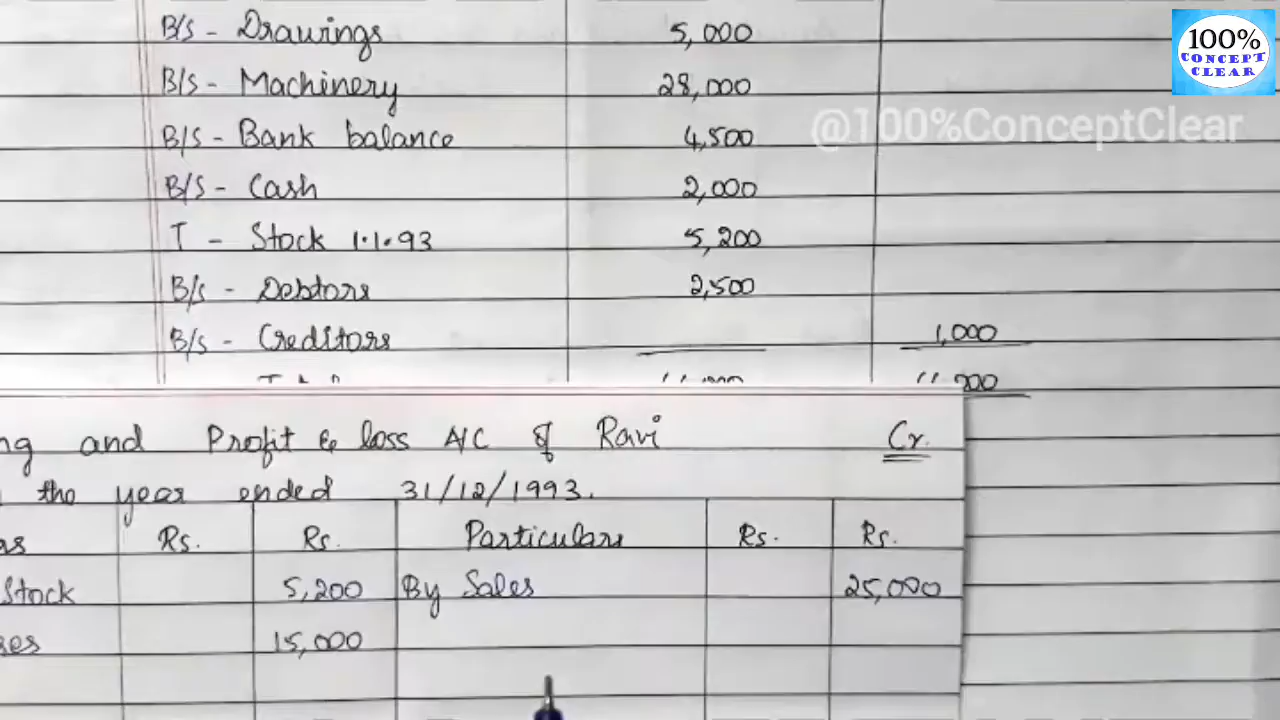 B/S - Drawings 5,000
B/S - Machinery 28,000
B/S - Bank balance 4,500
B/S - Cash 2,000
T - Stock 1.1.93 5,200
B/S - Debtors 2,500
B/S - Creditors 1,000
100%
CONCEPT
CLEAR
@100%ConceptClear
and Profit & loss A/C of Ravi Cr.
the year ended 31/12/1993.
Rs. Rs. Particulars Rs. Rs.
Stock 5,200 By Sales 25,000
15,000